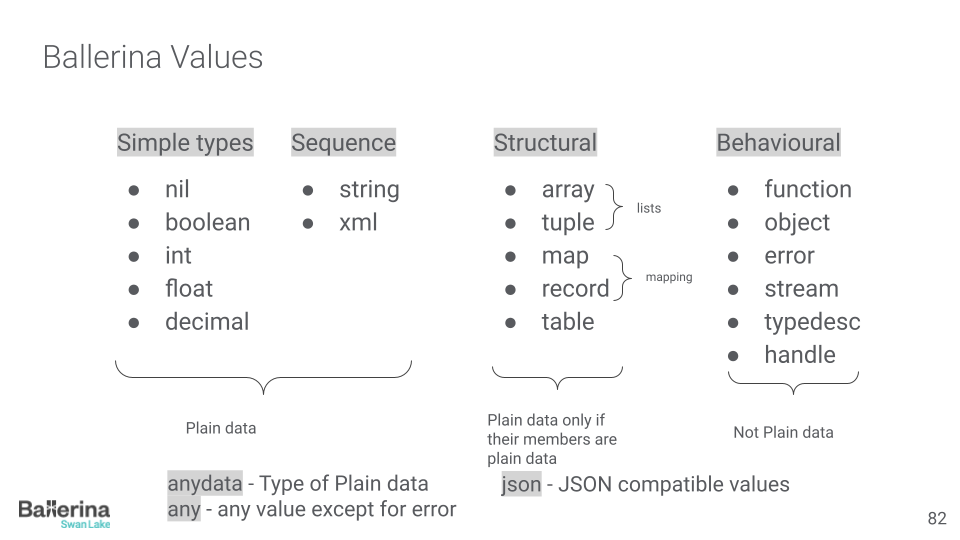 Ballerina Values
Simple types
● nil
● boolean
● int
● float
● decimal
Sequence
● string
● xml
Structural
● array
● tuple
● map
● record
● table
lists
mapping
Behavioural
● function
● object
● error
● stream
● typedesc
● handle
Plain data
Plain data only if
their members are
plain data
Not Plain data
anydata - Type of Plain data
any - any value except for error
json - JSON compatible values
Ballerina
Swan Lake
82